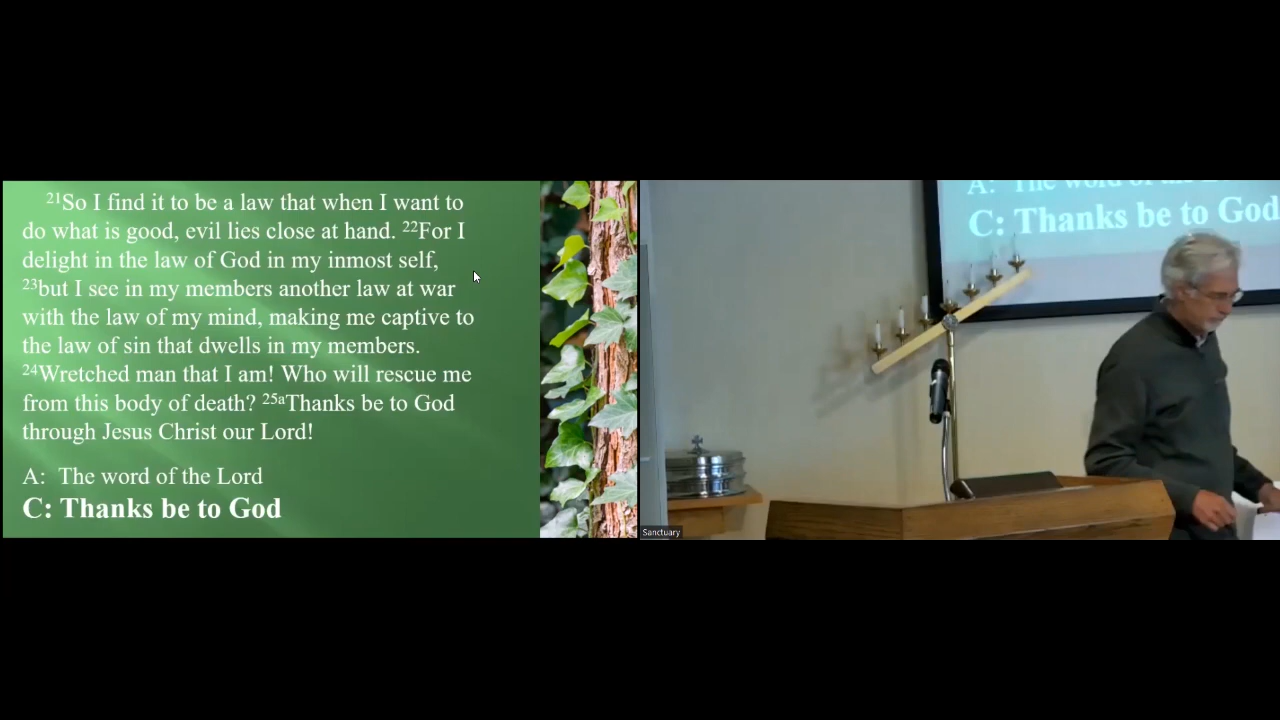 ²¹So I find it to be a law that when I want to
do what is good, evil lies close at hand. ²²For I
delight in the law of God in my inmost self,
²³but I see in my members another law at war
with the law of my mind, making me captive to
the law of sin that dwells in my members.
²⁴Wretched man that I am! Who will rescue me
from this body of death? ²⁵ᵃThanks be to God
through Jesus Christ our Lord!
A: The word of the Lord
C: Thanks be to God
A: The word of
C: Thanks be to God
Sanctuary